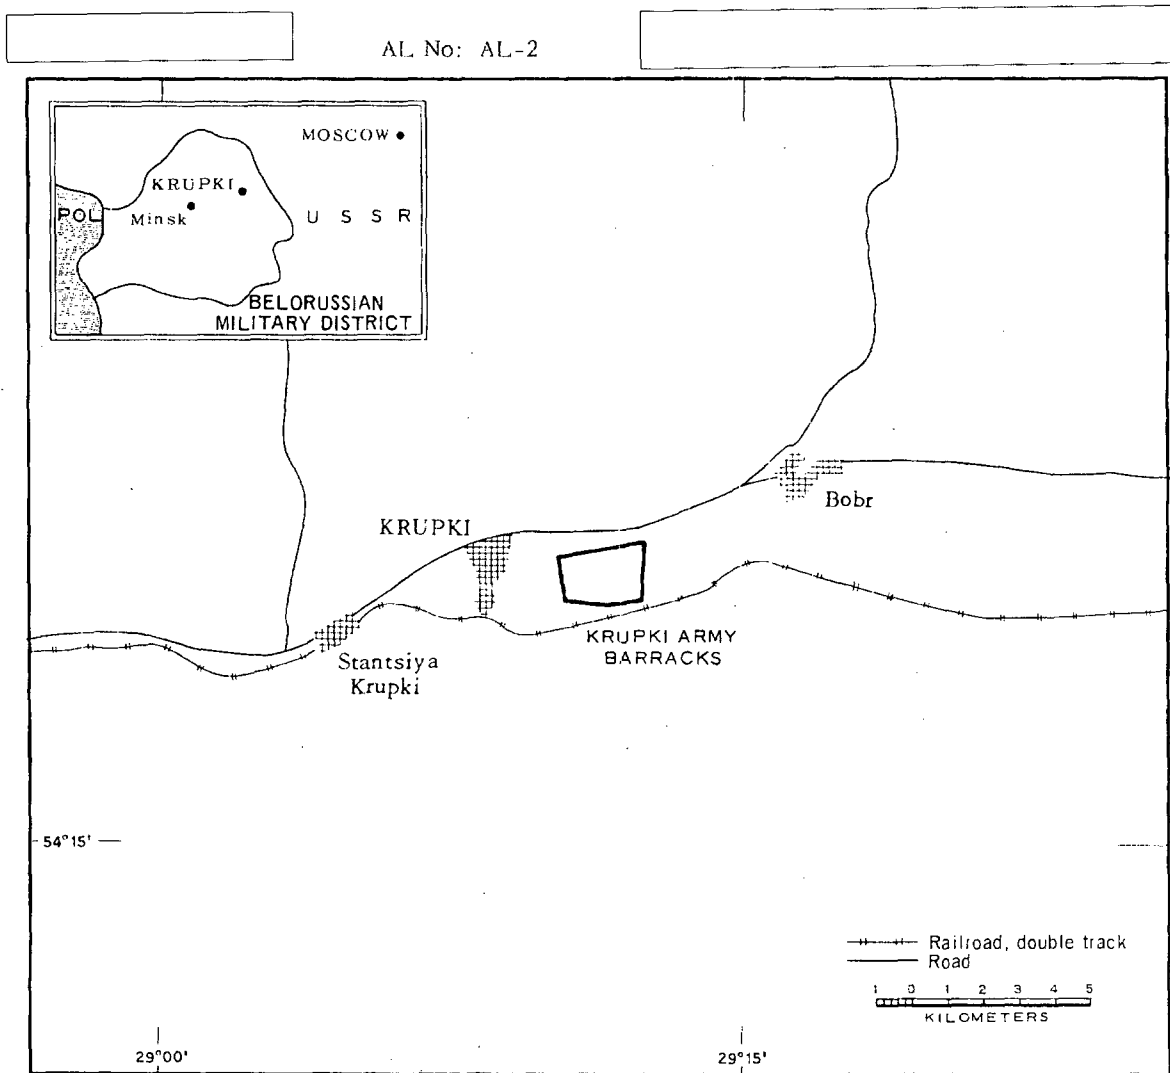 AL No: AL-2
MOSCOW
KRUPKI
POL
Minsk
U S S R
BELORUSSIAN
MILITARY DISTRICT
Bobr
KRUPKI
KRUPKI ARMY
BARRACKS
Stantsiya
Krupki
54°15'
Railroad, double track
Road
1 0 1 2 3 4 5
KILOMETERS
29°00'
29°15'